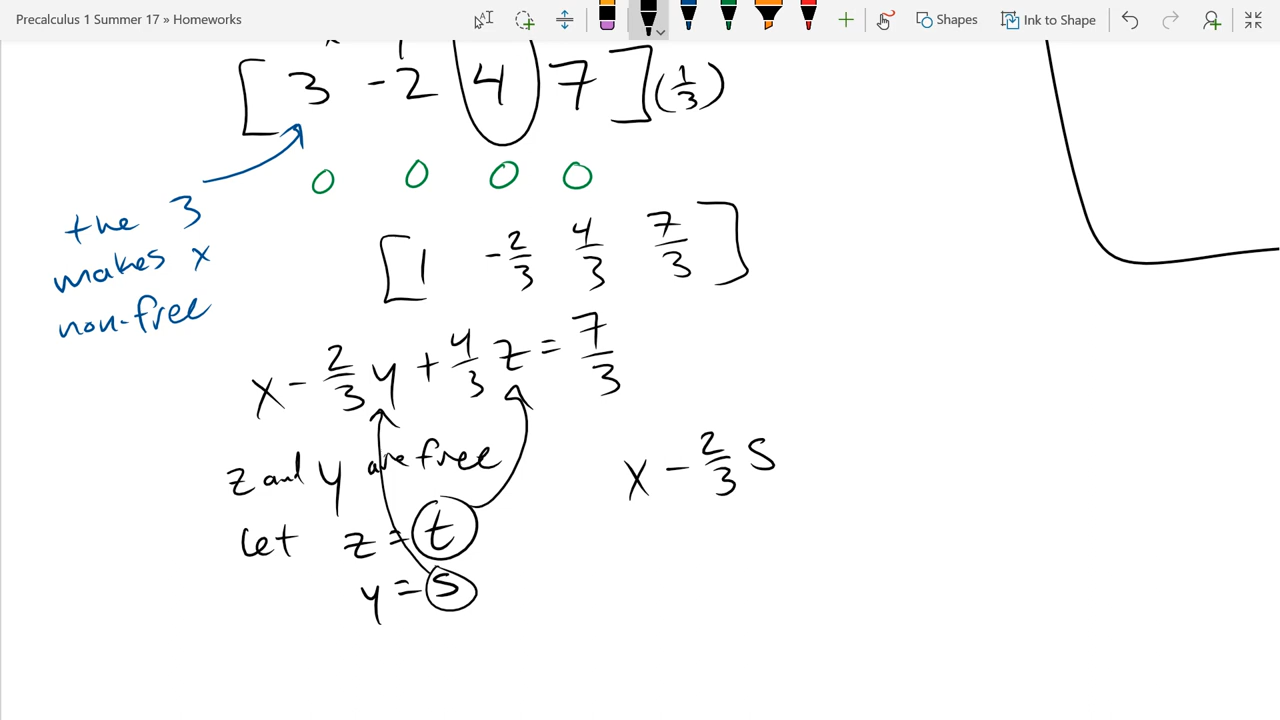 Precalculus 1 Summer 17 » Homeworks
Shapes
Ink to Shape
[ 3 -2 4 7 ] (1/3)
0 0 0 0
the 3
makes x
non-free
[ 1 -2/3 4/3 7/3 ]
x - 2/3 y + 4/3 z = 7/3
z and y are free
x - 2/3 s
let z = t
y = s